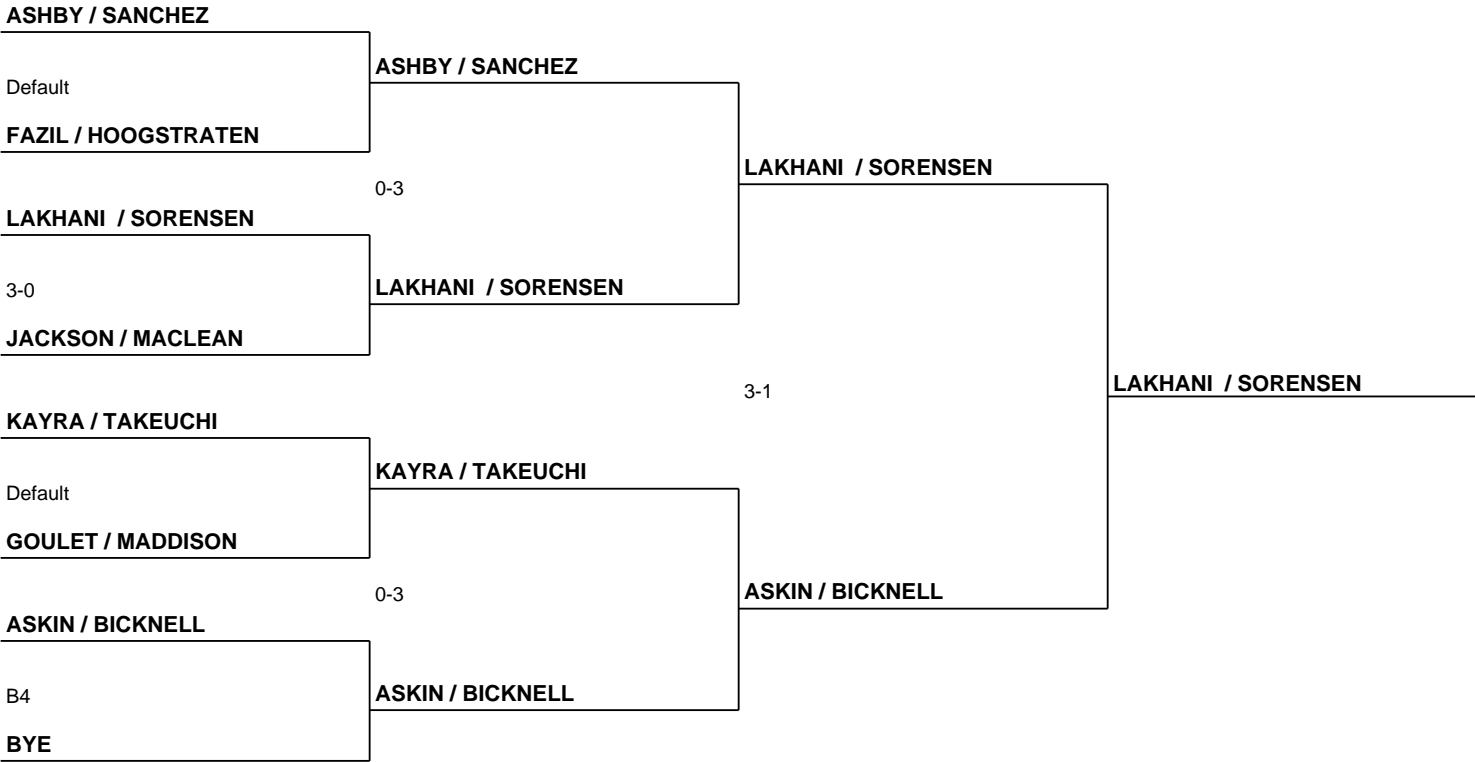 ASHBY / SANCHEZ
Default
FAZIL / HOOGSTRATEN
LAKHANI / SORENSEN
3-0
JACKSON / MACLEAN
KAYRA / TAKEUCHI
Default
GOULET / MADDISON
ASKIN / BICKNELL
B4
BYE
ASHBY / SANCHEZ
0-3
LAKHANI / SORENSEN
KAYRA / TAKEUCHI
0-3
ASKIN / BICKNELL
LAKHANI / SORENSEN
3-1
ASKIN / BICKNELL
LAKHANI / SORENSEN